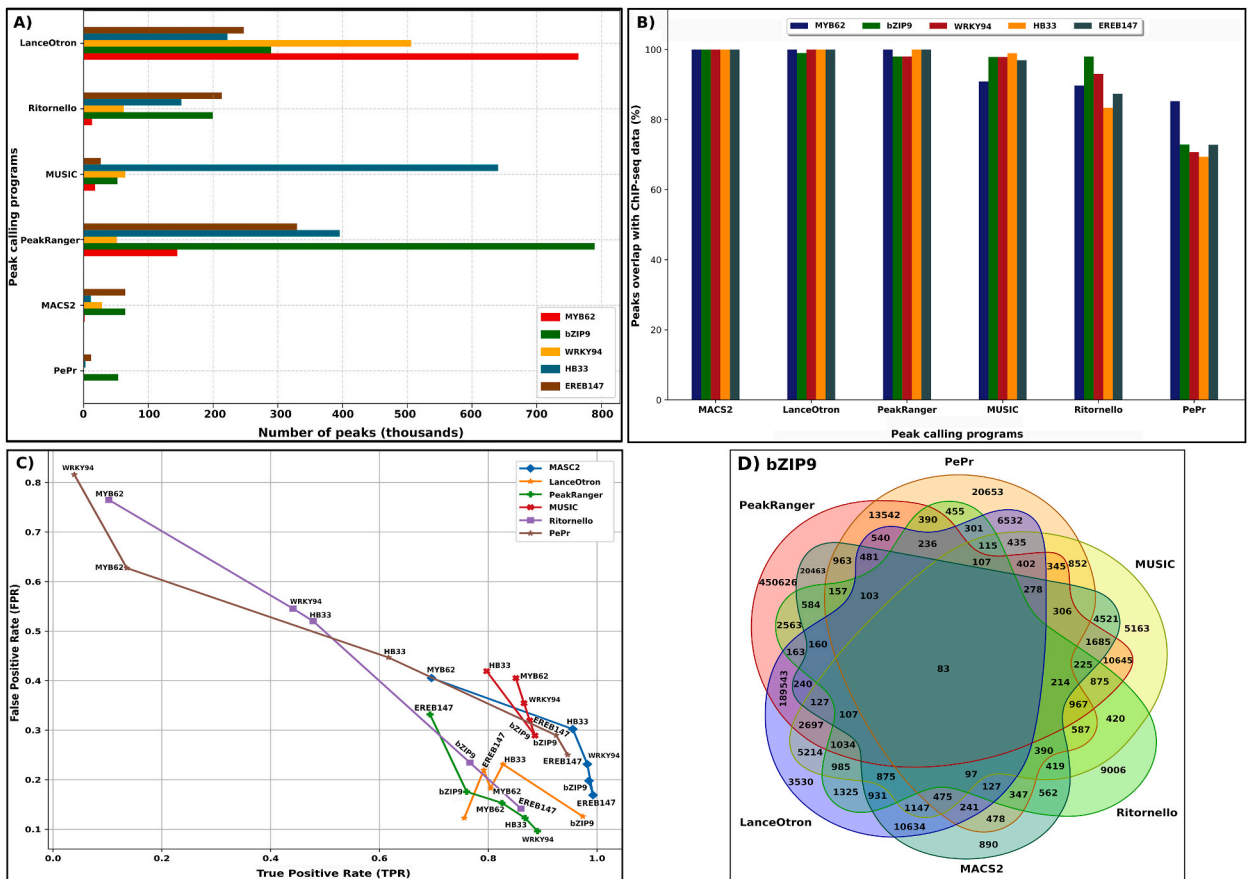 A)
LanceOtron
Ritornello
MUSIC
PeakRanger
MACS2
PePr
Peak calling programs
0 100 200 300 400 500 600 700 800
Number of peaks (thousands)
MYB62
bZIP9
WRKY94
HB33
EREB147
B)
MYB62 bZIP9 WRKY94 HB33 EREB147
100
80
60
40
20
0
Peaks overlap with ChIP-seq data (%)
MACS2 LanceOtron PeakRanger MUSIC Ritornello PePr
Peak calling programs
C)
MASC2
LanceOtron
PeakRanger
MUSIC
Ritornello
PePr
0.8
0.7
0.6
0.5
0.4
0.3
0.2
0.1
False Positive Rate (FPR)
WRKY94
MYB62
MYB62
WRKY94
HB33
HB33
MYB62
HB33
MYB62
WRKY94
EREB147
HB33
EREB147
bZIP9
bZIP9
bZIP9
EREB147
EREB147
HB33
WRKY94
bZIP9
bZIP9
MYB62
EREB147
MYB62
EREB147
HB33
bZIP9
WRKY94
0.0 0.2 0.4 0.6 0.8 1.0
True Positive Rate (TPR)
D) bZIP9
PePr
PeakRanger
MUSIC
Ritornello
MACS2
LanceOtron
20653
13542 390 455 6532
540 236 301 435
115
963 481 107 402 345 852
20463
450626 157 103 278
584 306 4521 5163
2563 1685
163 160 83 225 10645
189543 240 214 875
127 107 967 420
2697 587
5214 1034 390
985 875 97 419 9006
3530 1325 931 475 127 347 562
1147 241
10634 478
890